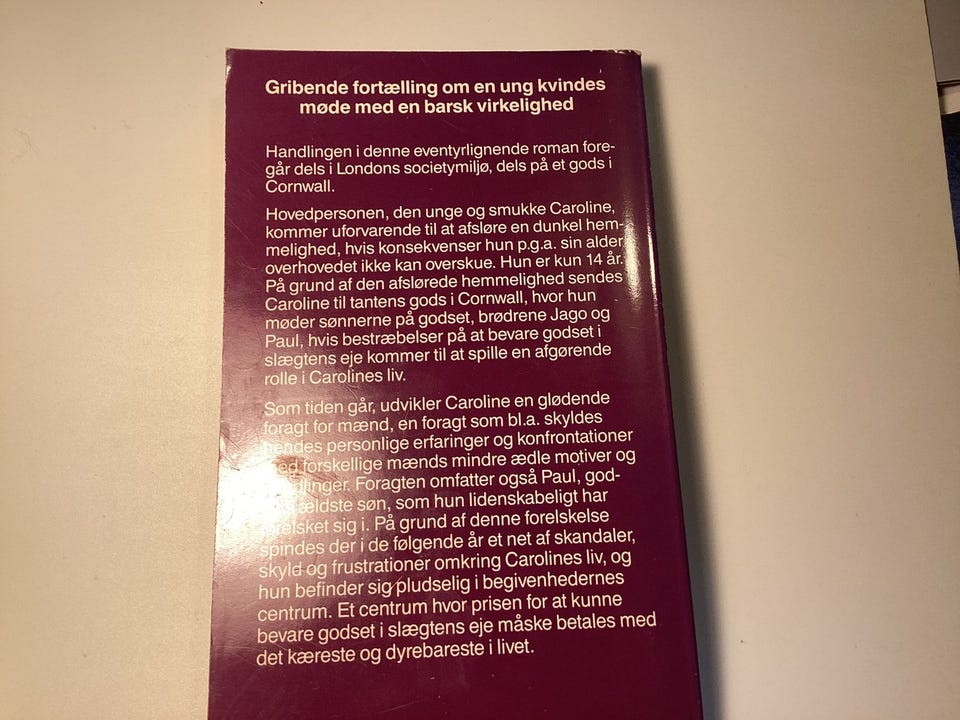 Gribende fortælling om en ung kvindes
møde med en barsk virkelighed
Handlingen i denne eventyrlignende roman fore-
går dels i Londons societymiljø, dels på et gods i
Cornwall.
Hovedpersonen, den unge og smukke Caroline,
kommer uforvarende til at afsløre en dunkel hem-
melighed, hvis konsekvenser hun p.g.a. sin alder
overhovedet ikke kan overskue. Hun er kun 14 år.
På grund af den afslørede hemmelighed sendes
Caroline til tantens gods i Cornwall, hvor hun
møder sønnerne på godset, brødrene Jago og
Paul, hvis bestræbelser på at bevare godset i
slægtens eje kommer til at spille en afgørende
rolle i Carolines liv.
Som tiden går, udvikler Caroline en glødende
foragt for mænd, en foragt som bl.a. skyldes
hendes personlige erfaringer og konfrontationer
med forskellige mænds mindre ædle motiver og
handlinger. Foragten omfatter også Paul, god-
ældste søn, som hun lidenskabeligt har
forelsket sig i. På grund af denne forelskelse
spindes der i de følgende år et net af skandaler,
skyld og frustrationer omkring Carolines liv, og
hun befinder sig pludselig i begivenhedernes
centrum. Et centrum hvor prisen for at kunne
bevare godset i slægtens eje måske betales med
det kæreste og dyrebareste i livet.